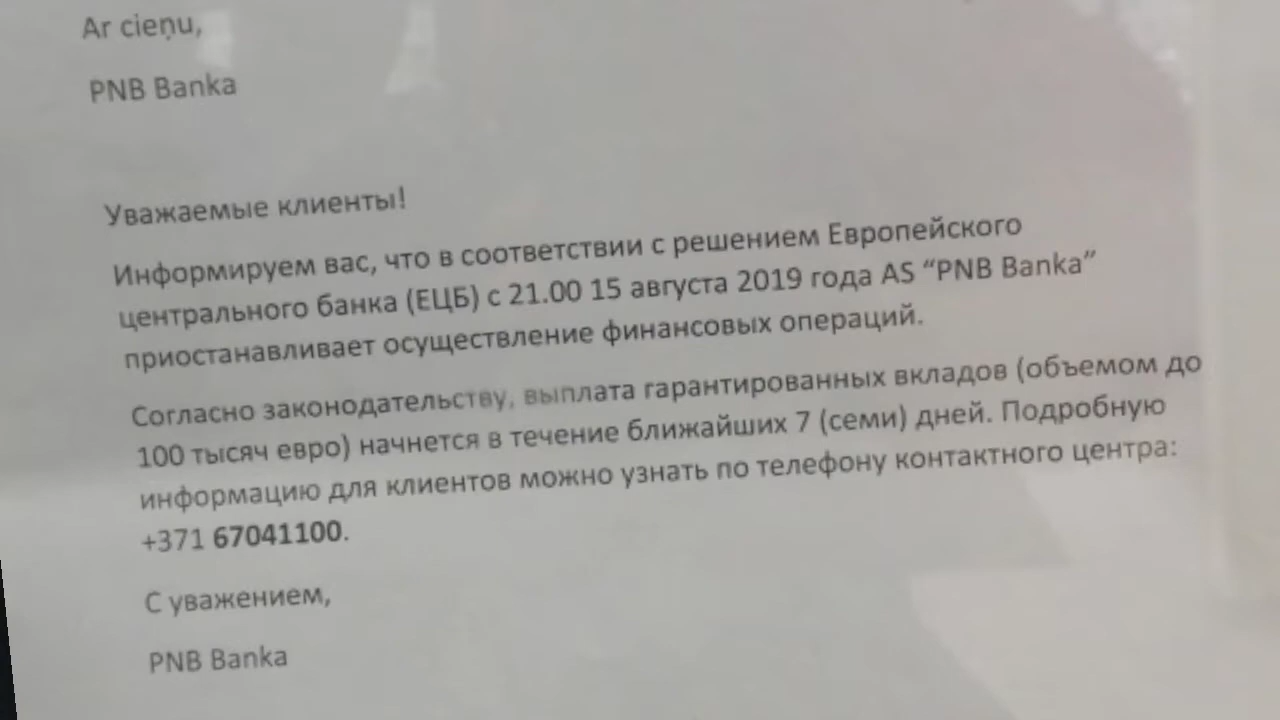 Ar cieņu,
PNB Banka
Уважаемые клиенты!
Информируем вас, что в соответствии с решением Европейского
центрального банка (ЕЦБ) с 21.00 15 августа 2019 года AS “PNB Banka”
приостанавливает осуществление финансовых операций.
Согласно законодательству, выплата гарантированных вкладов (объемом до
100 тысяч евро) начнется в течение ближайших 7 (семи) дней. Подробную
информацию для клиентов можно узнать по телефону контактного центра:
+371 67041100.
С уважением,
PNB Banka